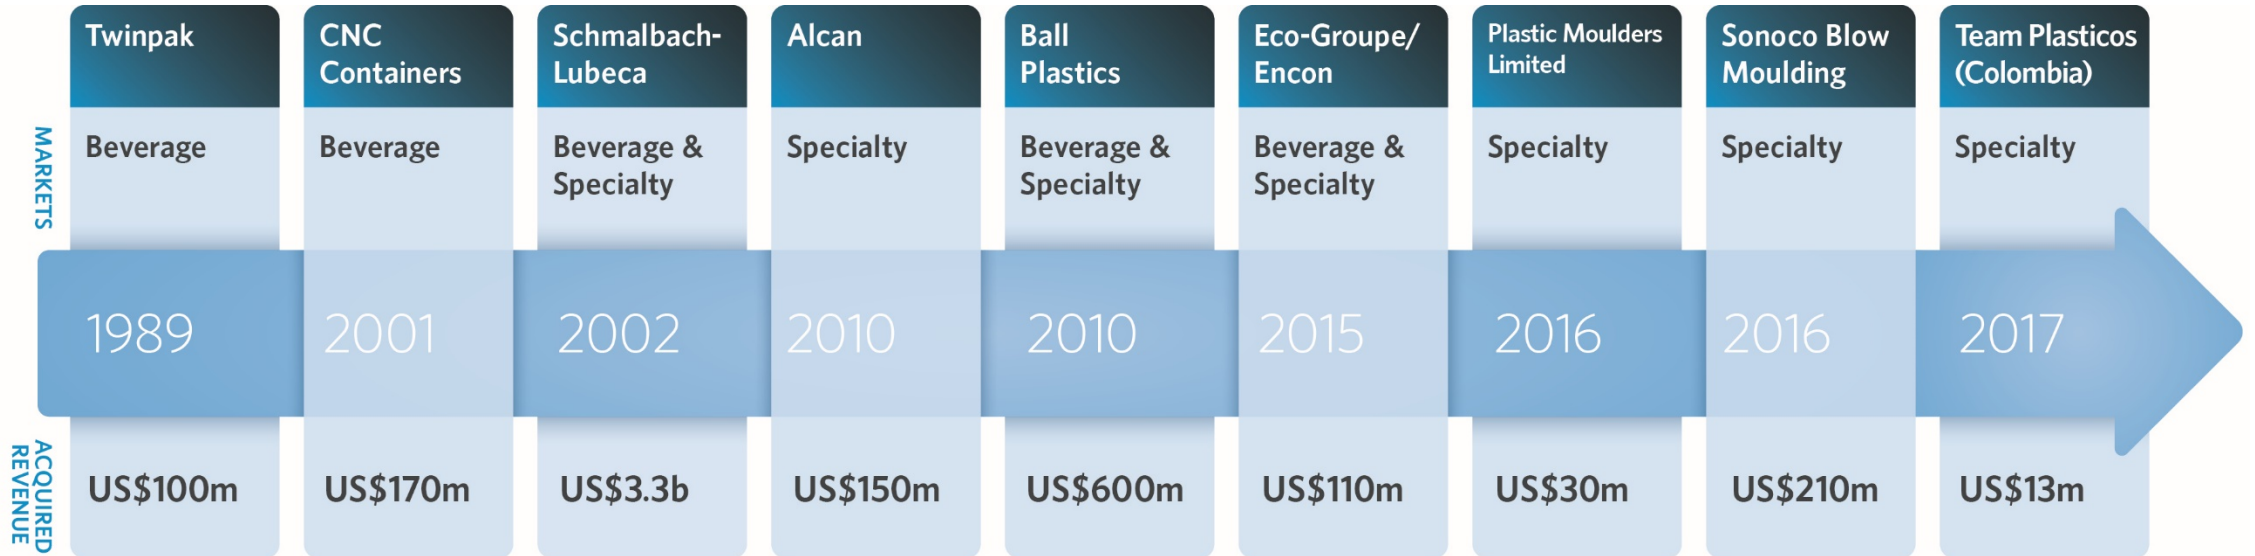 Twinpak
CNC
Containers
Schmalbach-
Lubeca
Alcan
Ball
Plastics
Eco-Groupe/
Encon
Plastic Moulders
Limited
Sonoco Blow
Moulding
Team Plasticos
(Colombia)
MARKETS
Beverage
Beverage
Beverage &
Specialty
Specialty
Beverage &
Specialty
Beverage &
Specialty
Specialty
Specialty
Specialty
1989
2001
2002
2010
2010
2015
2016
2016
2017
ACQUIRED
REVENUE
US$100m
US$170m
US$3.3b
US$150m
US$600m
US$110m
US$30m
US$210m
US$13m